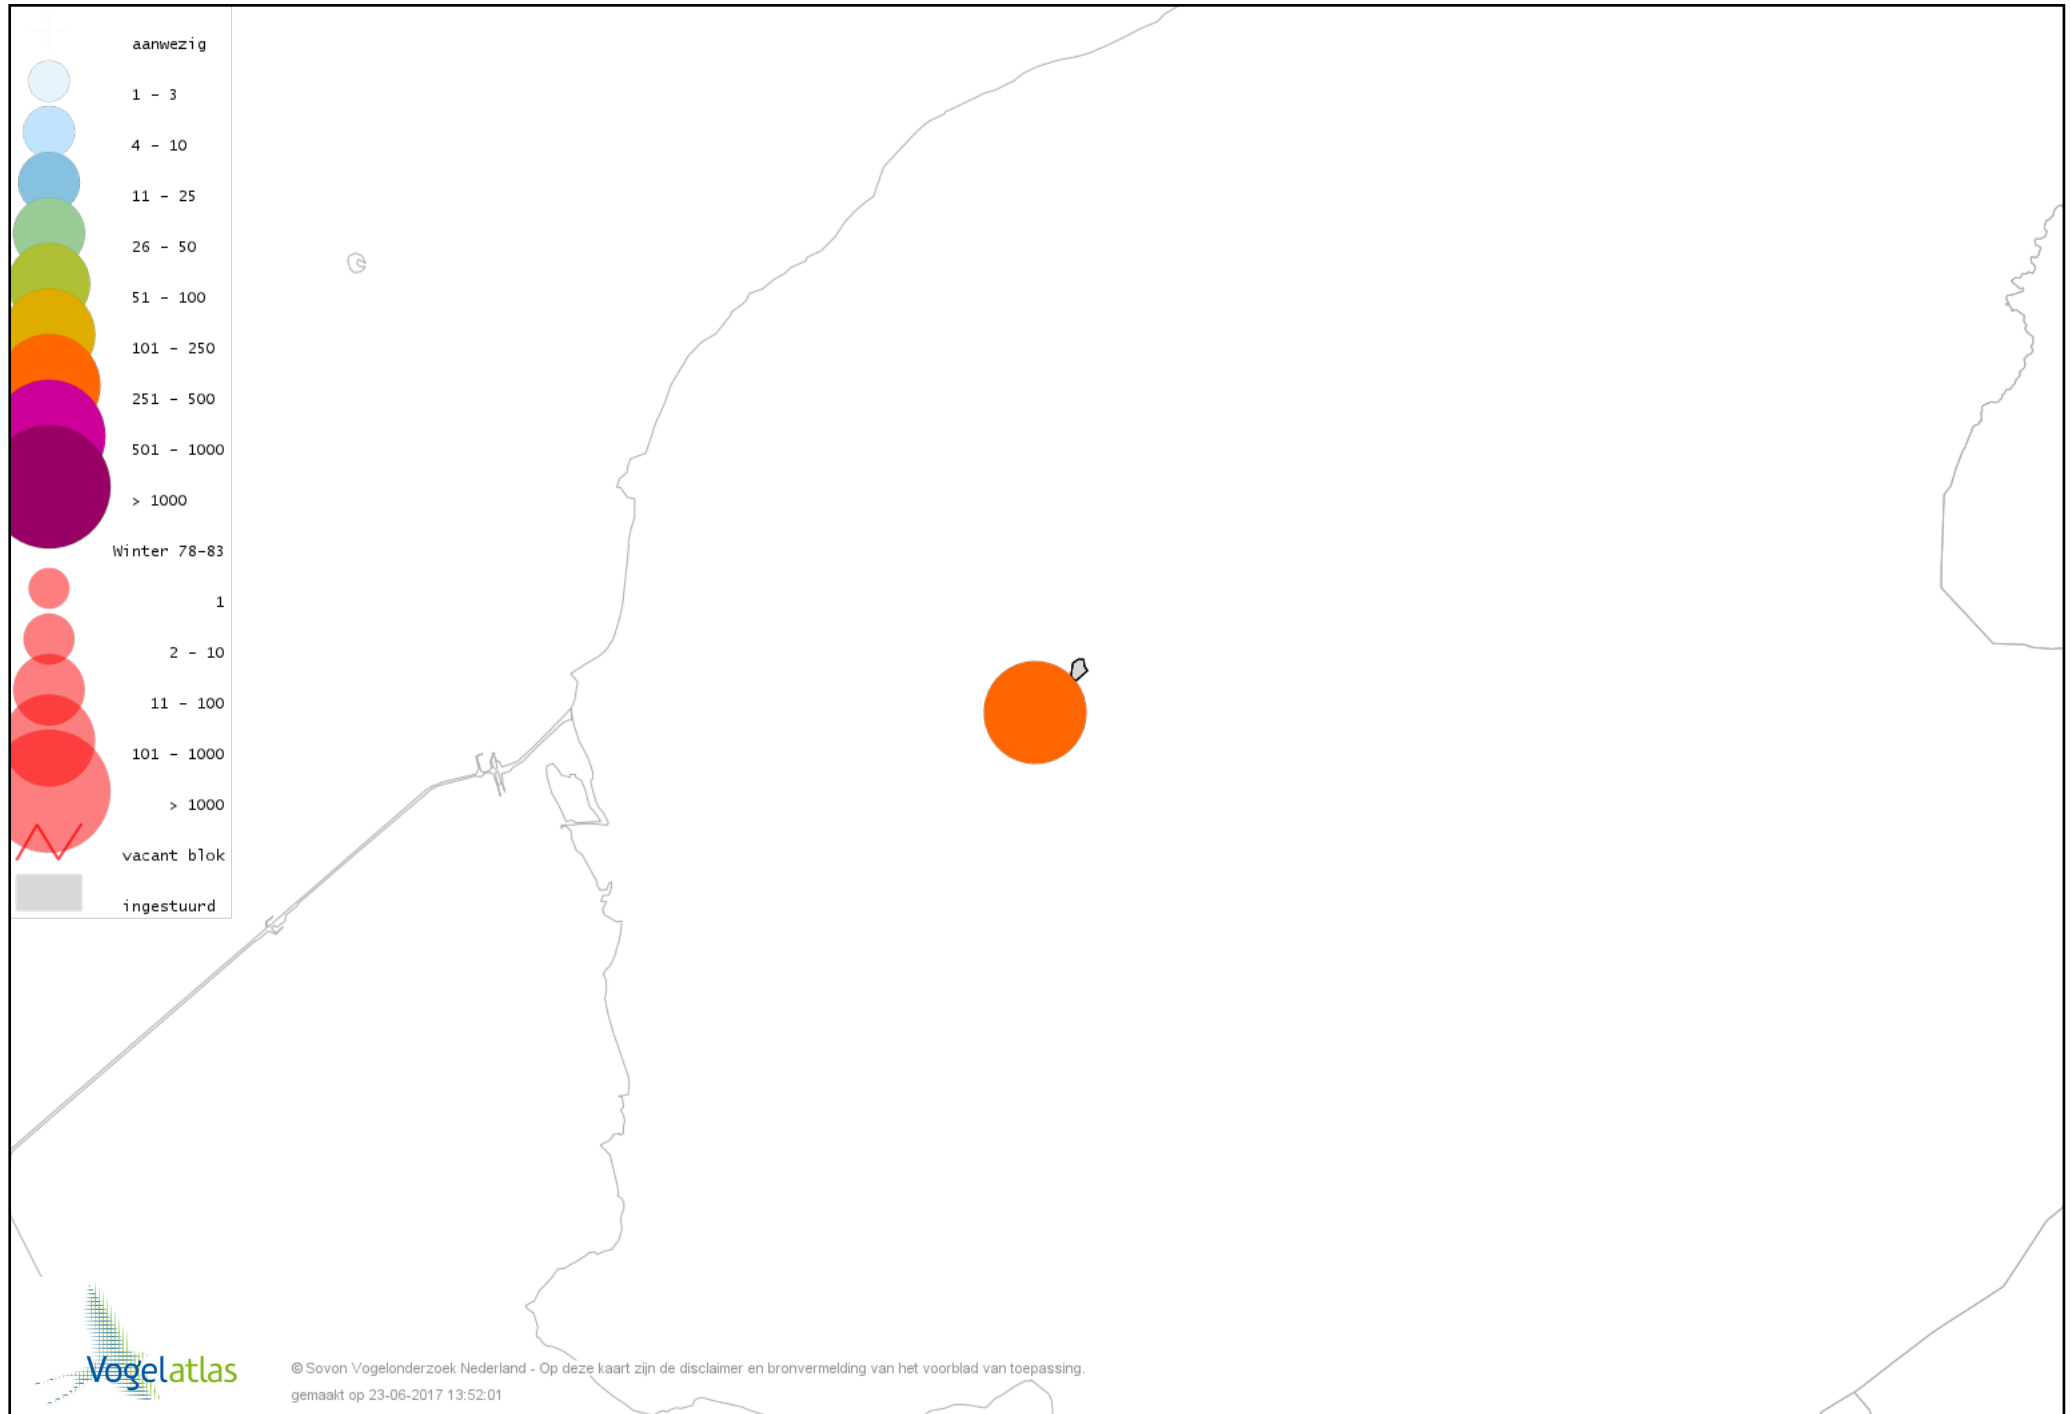 aanwezig
1 - 3
4 - 10
11 - 25
26 - 50
51 - 100
101 - 250
251 - 500
501 - 1000
> 1000
Winter 78-83
1
2 - 10
11 - 100
101 - 1000
> 1000
vacant blok
ingestuurd
Vogelatlas
© Sovon Vogelonderzoek Nederland - Op deze kaart zijn de disclaimer en bronvermelding van het voorblad van toepassing.
gemaakt op 23-06-2017 13:52:01